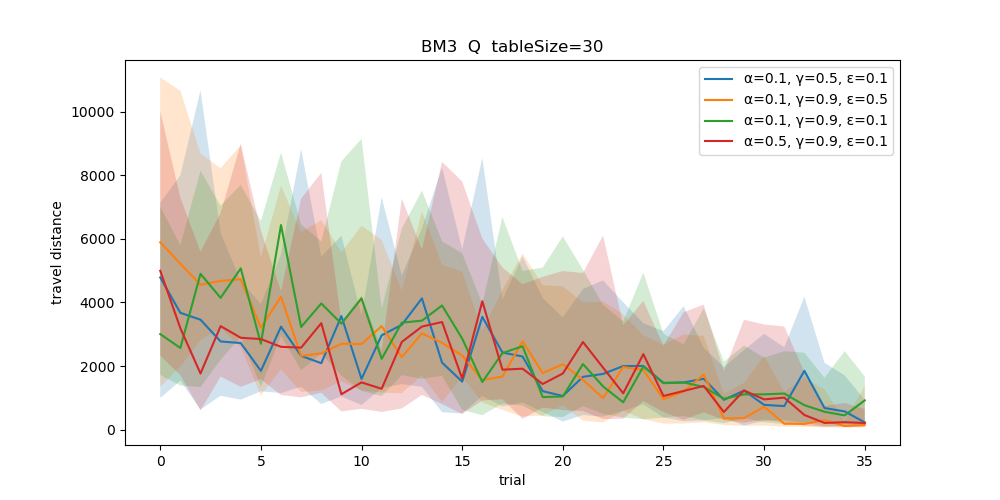 BM3  Q  tableSize=30
α=0.1, γ=0.5, ε=0.1
α=0.1, γ=0.9, ε=0.5
α=0.1, γ=0.9, ε=0.1
α=0.5, γ=0.9, ε=0.1
travel distance
10000
8000
6000
4000
2000
0
0 5 10 15 20 25 30 35
trial